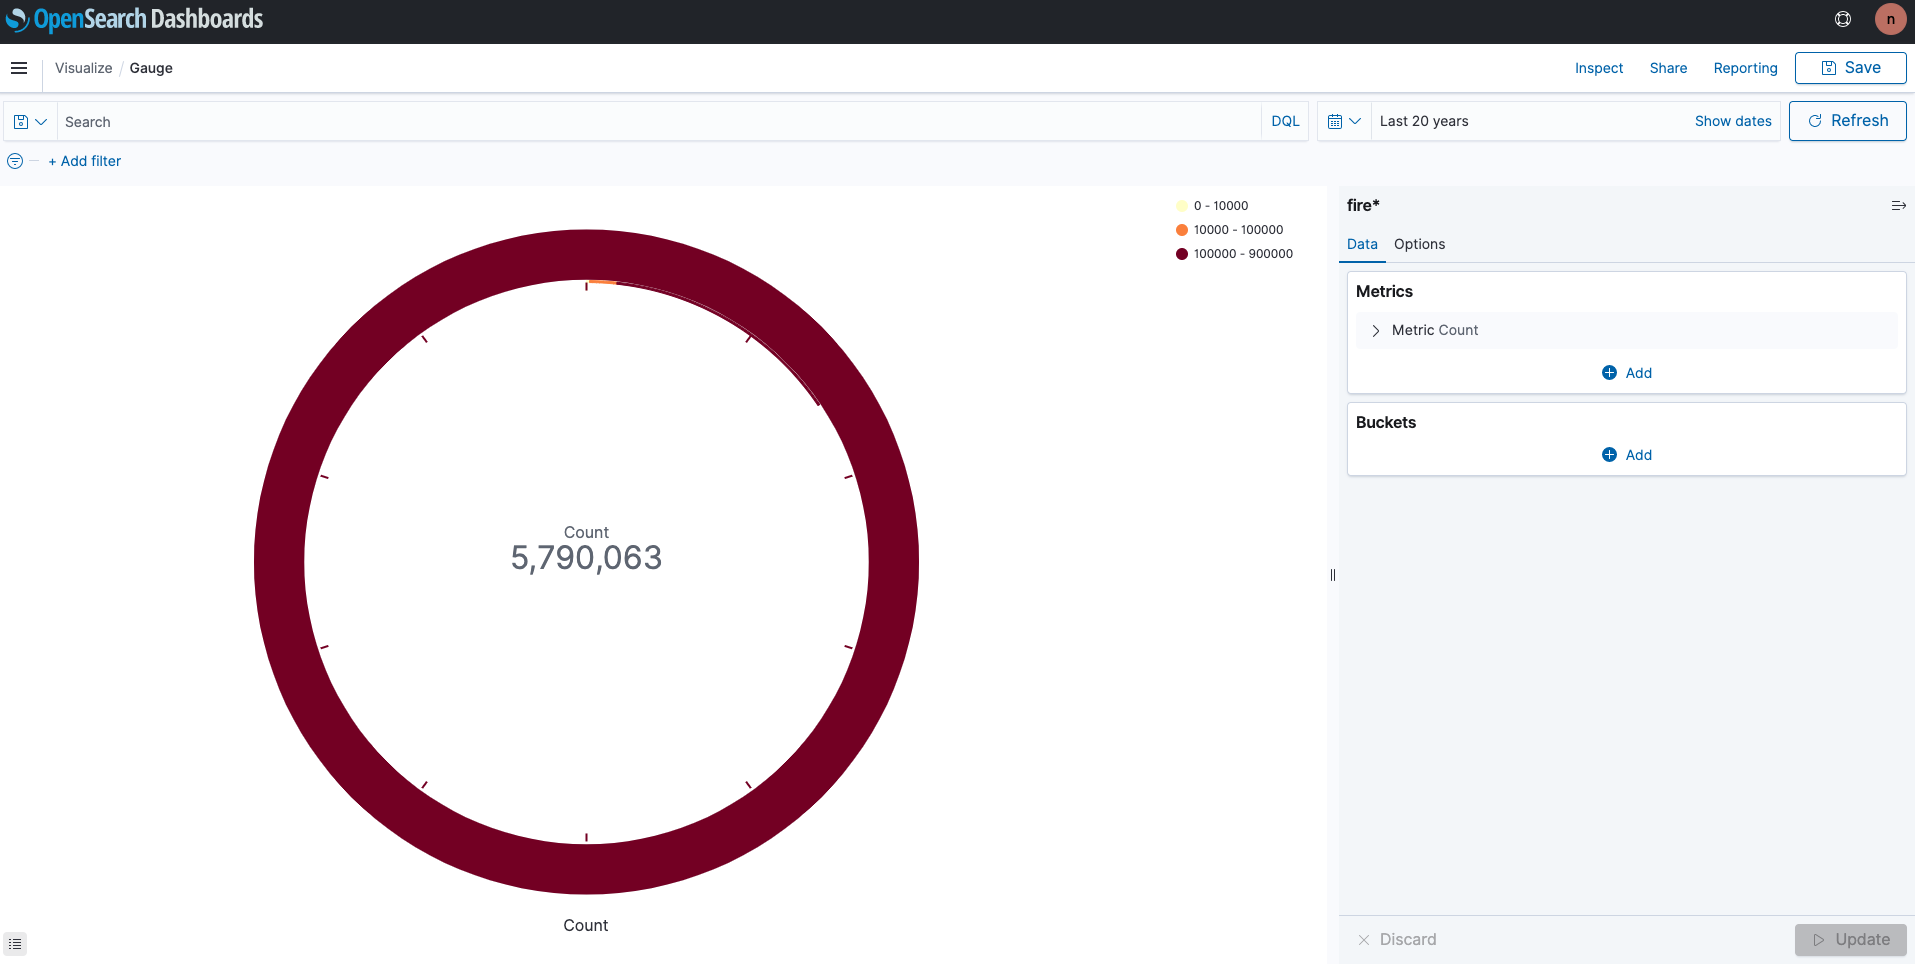 OpenSearch Dashboards
n
Visualize / Gauge
Inspect
Share
Reporting
Save
Search
DQL
Last 20 years
Show dates
Refresh
+ Add filter
0 - 10000
10000 - 100000
100000 - 900000
Count
5,790,063
Count
fire*
Data
Options
Metrics
Metric Count
Add
Buckets
Add
Discard
Update